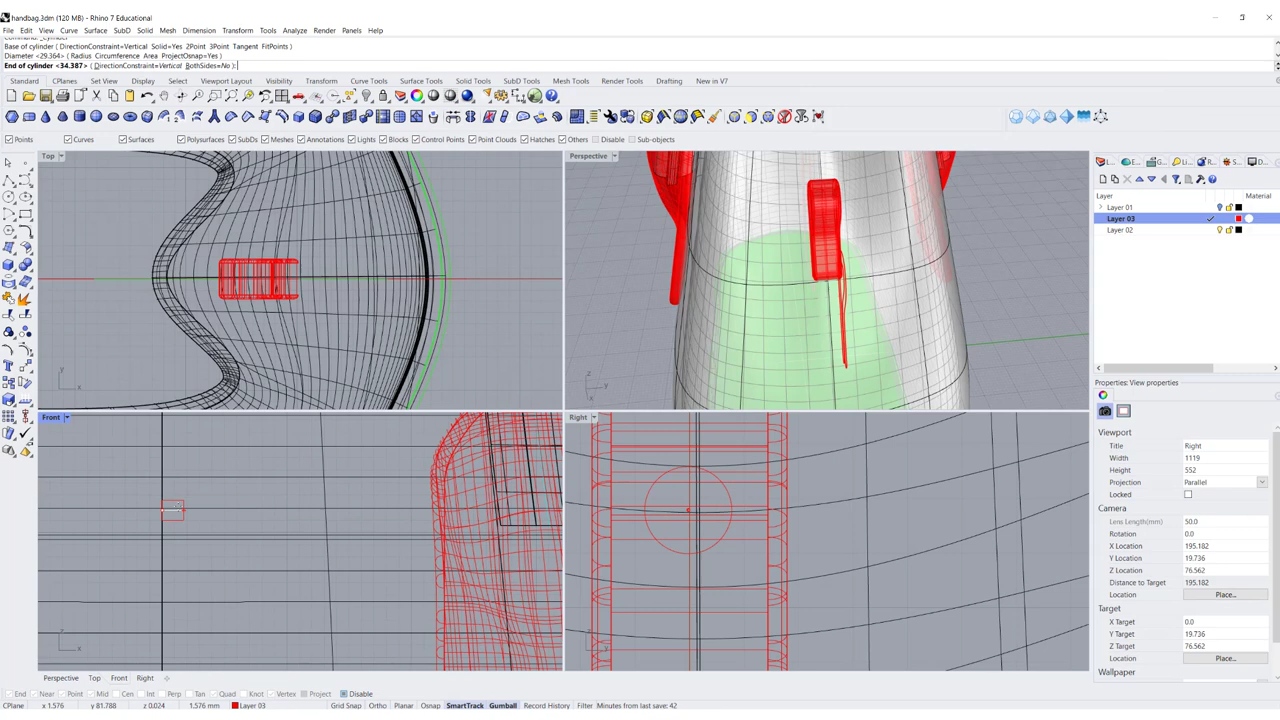 handbag.3dm (120 MB) - Rhino 7 Educational
File Edit View Curve Surface SubD Solid Mesh Dimension Transform Tools Analyze Render Panels Help
Base of cylinder ( DirectionConstraint=Vertical Solid=Yes 2Point 3Point Tangent FitPoints )
Diameter <29.364> ( Radius Circumference Area ProjectOsnap=Yes )
End of cylinder <34.387> ( DirectionConstraint=Vertical BothSides=No ):
Standard CPlanes Set View Display Select Viewport Layout Visibility Transform Curve Tools Surface Tools Solid Tools SubD Tools Mesh Tools Render Tools Drafting New in V7
Points Curves Surfaces Polysurfaces SubDs Meshes Annotations Lights Blocks Control Points Point Clouds Hatches Others Disable Sub-objects
Top
Perspective
Layer Material
Layer 01
Layer 03
Layer 02
Properties: View properties
Front
Right
Viewport
Title Right
Width 1119
Height 552
Projection Parallel
Locked
Camera
Lens Length(mm) 50.0
Rotation 0.0
X Location 195.182
Y Location 19.736
Z Location 76.562
Distance to Target 195.182
Location Place...
Target
X Target 0.0
Y Target 19.736
Z Target 76.562
Location Place...
Wallpaper
Perspective Top Front Right
End Near Point Mid Cen Int Perp Tan Quad Knot Vertex Project Disable
x 1.576 y 81.788 z 0.024 1.576 mm Layer 03 Grid Snap Ortho Planar Osnap SmartTrack Gumball Record History Filter Minutes from last save: 42